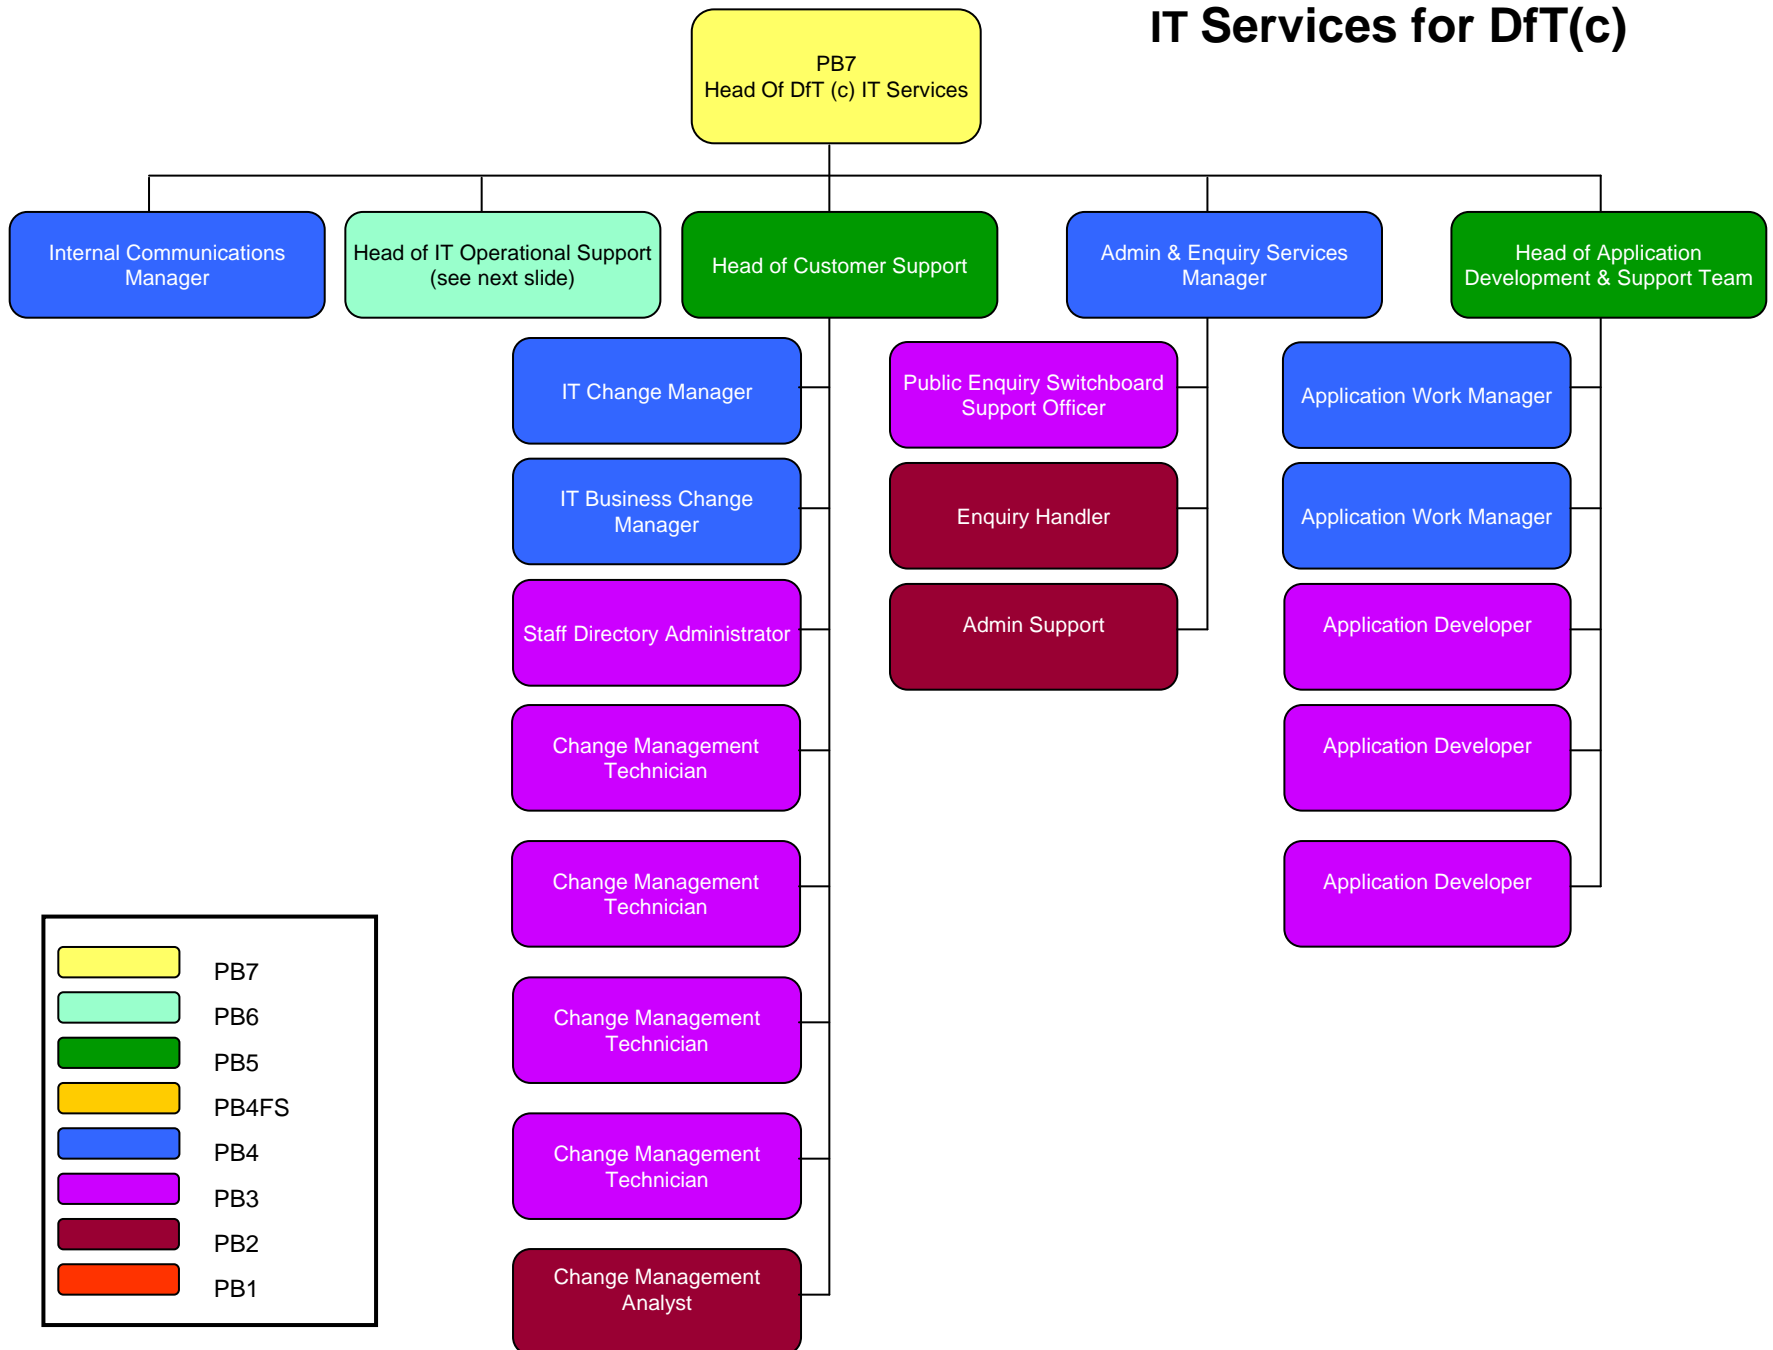 IT Services for DfT(c)
PB7
Head Of DfT (c) IT Services
Internal Communications
Manager
Head of IT Operational Support
(see next slide)
Head of Customer Support
Admin & Enquiry Services
Manager
Head of Application
Development & Support Team
IT Change Manager
IT Business Change
Manager
Staff Directory Administrator
Change Management
Technician
Change Management
Technician
Change Management
Technician
Change Management
Technician
Change Management
Analyst
Public Enquiry Switchboard
Support Officer
Enquiry Handler
Admin Support
Application Work Manager
Application Work Manager
Application Developer
Application Developer
Application Developer
PB7
PB6
PB5
PB4FS
PB4
PB3
PB2
PB1